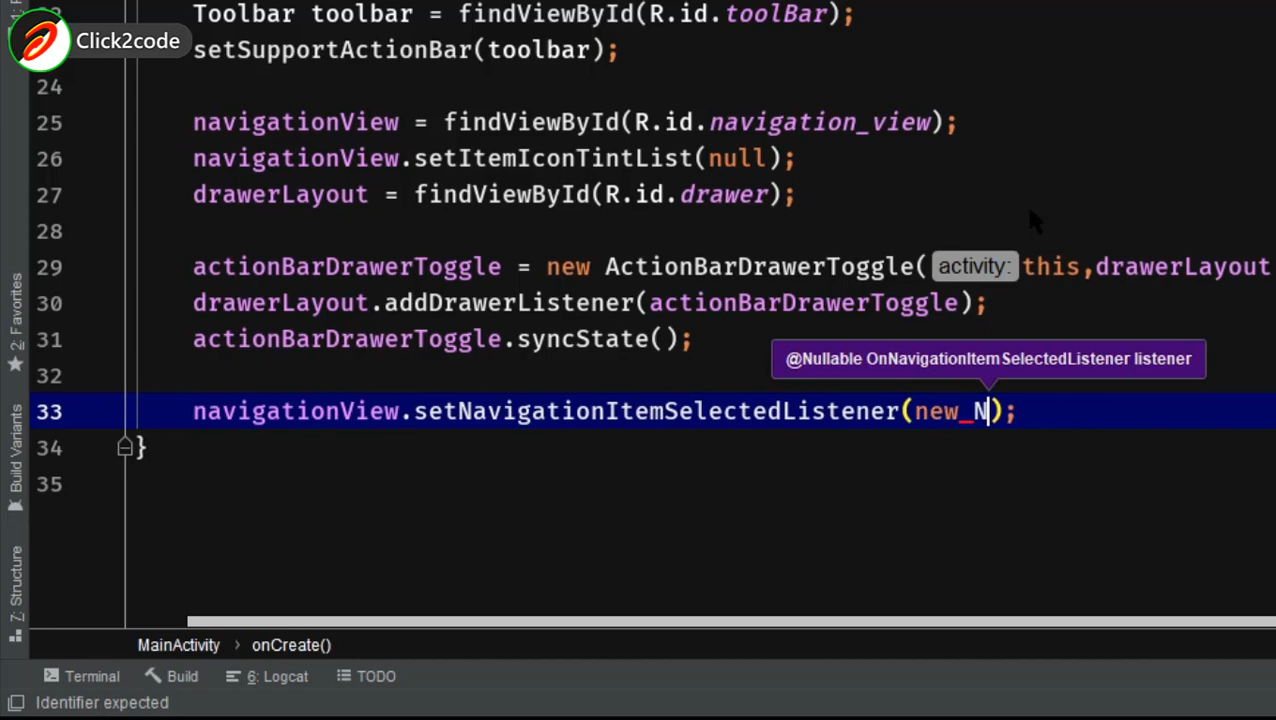 Click2code
Toolbar toolbar = findViewById(R.id.toolBar);
setSupportActionBar(toolbar);
24
25 navigationView = findViewById(R.id.navigation_view);
26 navigationView.setItemIconTintList(null);
27 drawerLayout = findViewById(R.id.drawer);
28
29 actionBarDrawerToggle = new ActionBarDrawerToggle( activity: this,drawerLayout
30 drawerLayout.addDrawerListener(actionBarDrawerToggle);
31 actionBarDrawerToggle.syncState();
@Nullable OnNavigationItemSelectedListener listener
32
33 navigationView.setNavigationItemSelectedListener(new N);
34 }
35
2: Favorites
Build Variants
7: Structure
MainActivity › onCreate()
Terminal Build 6: Logcat TODO
Identifier expected